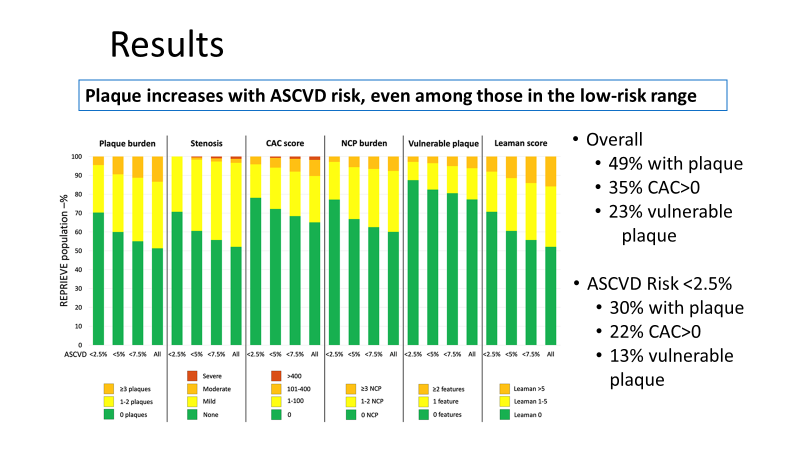 Results
Plaque increases with ASCVD risk, even among those in the low-risk range
Plaque burden Stenosis CAC score NCP burden Vulnerable plaque Leaman score
REPRIEVE population –%
100
90
80
70
60
50
40
30
20
10
0
ASCVD <2.5% <5% <7.5% All <2.5% <5% <7.5% All <2.5% <5% <7.5% All <2.5% <5% <7.5% All <2.5% <5% <7.5% All <2.5% <5% <7.5% All
Severe >400
≥3 plaques Moderate 101-400 ≥3 NCP ≥2 features Leaman >5
1-2 plaques Mild 1-100 1-2 NCP 1 feature Leaman 1-5
0 plaques None 0 0 NCP 0 features Leaman 0
• Overall
• 49% with plaque
• 35% CAC>0
• 23% vulnerable
plaque
• ASCVD Risk <2.5%
• 30% with plaque
• 22% CAC>0
• 13% vulnerable
plaque